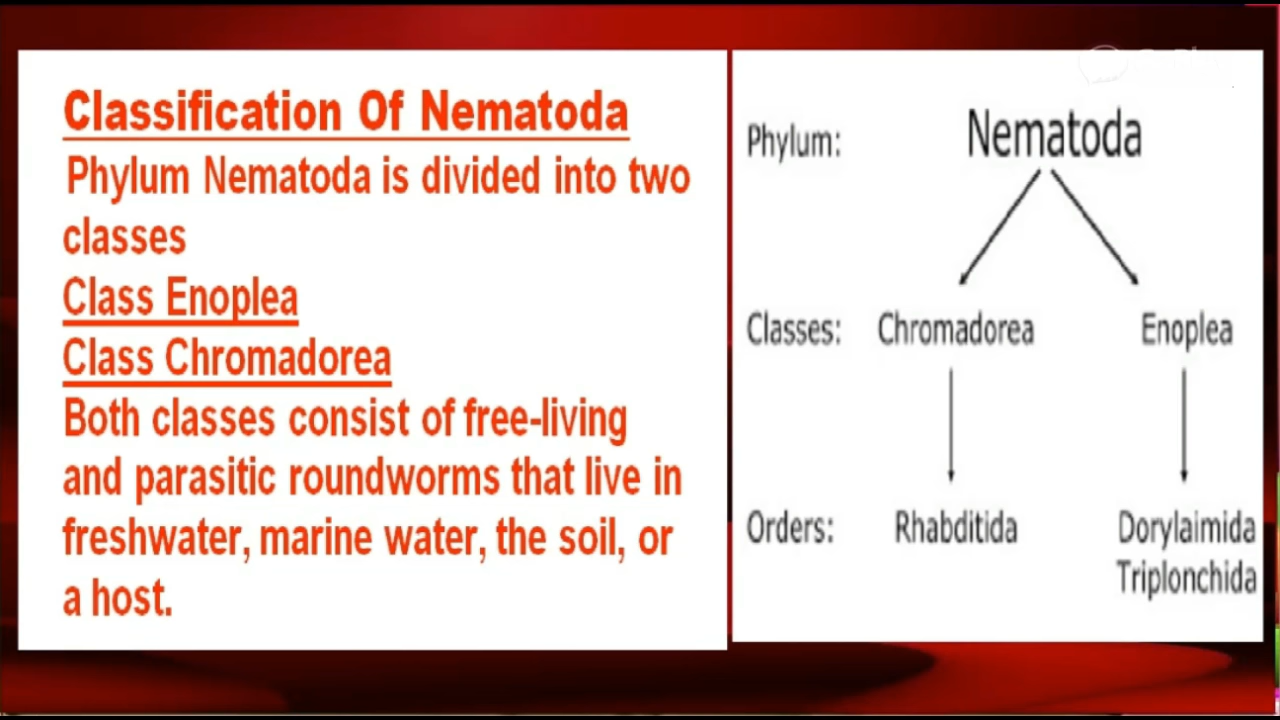 Classification Of Nematoda
Phylum Nematoda is divided into two
classes
Class Enoplea
Class Chromadorea
Both classes consist of free-living
and parasitic roundworms that live in
freshwater, marine water, the soil, or
a host.
Phylum: Nematoda
Classes: Chromadorea Enoplea
Orders: Rhabditida Dorylaimida
Triplonchida